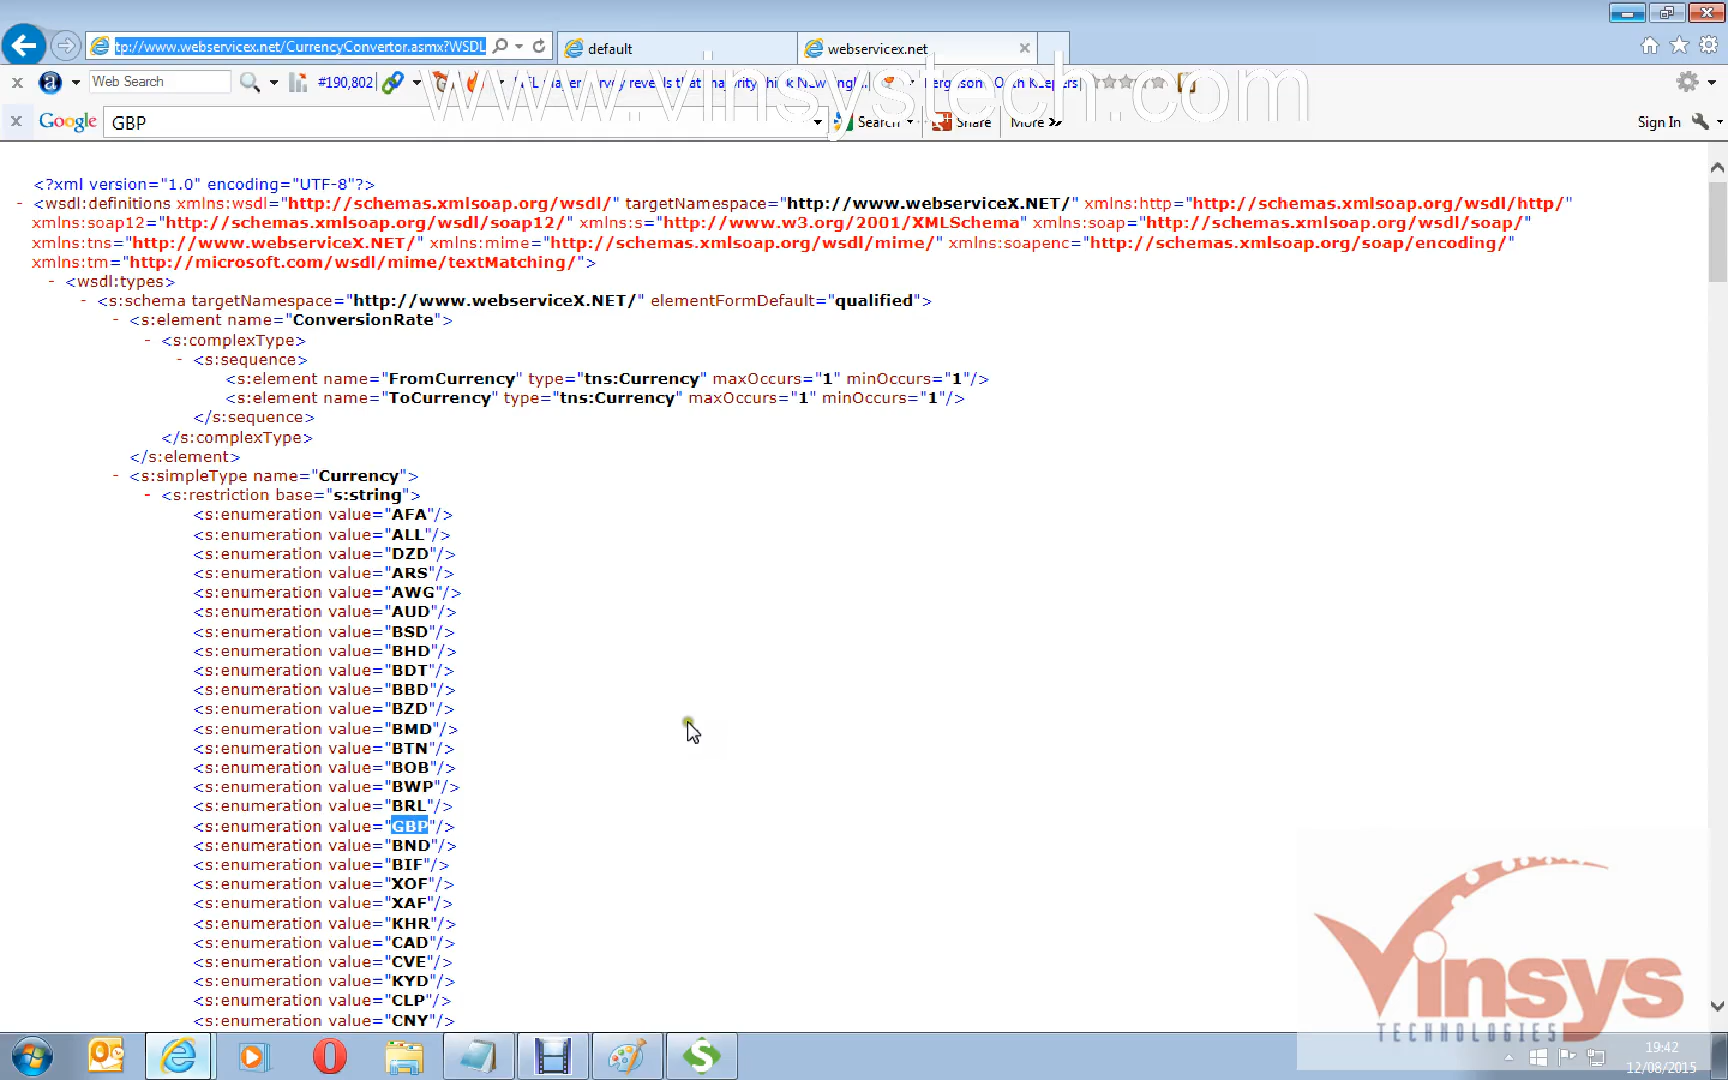 tp://www.webservicex.net/CurrencyConvertor.asmx?WSDL
default
webservicex.net
www.vinsystech.com
Web Search
#190,802
reveals that
GBP
Google
Search
Share
More
Sign In
<?xml version="1.0" encoding="UTF-8"?>
- <wsdl:definitions xmlns:wsdl="http://schemas.xmlsoap.org/wsdl/" targetNamespace="http://www.webserviceX.NET/" xmlns:http="http://schemas.xmlsoap.org/wsdl/http/"
xmlns:soap12="http://schemas.xmlsoap.org/wsdl/soap12/" xmlns:s="http://www.w3.org/2001/XMLSchema" xmlns:soap="http://schemas.xmlsoap.org/wsdl/soap/"
xmlns:tns="http://www.webserviceX.NET/" xmlns:mime="http://schemas.xmlsoap.org/wsdl/mime/" xmlns:soapenc="http://schemas.xmlsoap.org/soap/encoding/"
xmlns:tm="http://microsoft.com/wsdl/mime/textMatching/">
- <wsdl:types>
- <s:schema targetNamespace="http://www.webserviceX.NET/" elementFormDefault="qualified">
- <s:element name="ConversionRate">
- <s:complexType>
- <s:sequence>
<s:element name="FromCurrency" type="tns:Currency" maxOccurs="1" minOccurs="1"/>
<s:element name="ToCurrency" type="tns:Currency" maxOccurs="1" minOccurs="1"/>
</s:sequence>
</s:complexType>
</s:element>
- <s:simpleType name="Currency">
- <s:restriction base="s:string">
<s:enumeration value="AFA"/>
<s:enumeration value="ALL"/>
<s:enumeration value="DZD"/>
<s:enumeration value="ARS"/>
<s:enumeration value="AWG"/>
<s:enumeration value="AUD"/>
<s:enumeration value="BSD"/>
<s:enumeration value="BHD"/>
<s:enumeration value="BDT"/>
<s:enumeration value="BBD"/>
<s:enumeration value="BZD"/>
<s:enumeration value="BMD"/>
<s:enumeration value="BTN"/>
<s:enumeration value="BOB"/>
<s:enumeration value="BWP"/>
<s:enumeration value="BRL"/>
<s:enumeration value="GBP"/>
<s:enumeration value="BND"/>
<s:enumeration value="BIF"/>
<s:enumeration value="XOF"/>
<s:enumeration value="XAF"/>
<s:enumeration value="KHR"/>
<s:enumeration value="CAD"/>
<s:enumeration value="CVE"/>
<s:enumeration value="KYD"/>
<s:enumeration value="CLP"/>
<s:enumeration value="CNY"/>
Vinsys
TECHNOLOGIES
19:42
12/08/2015